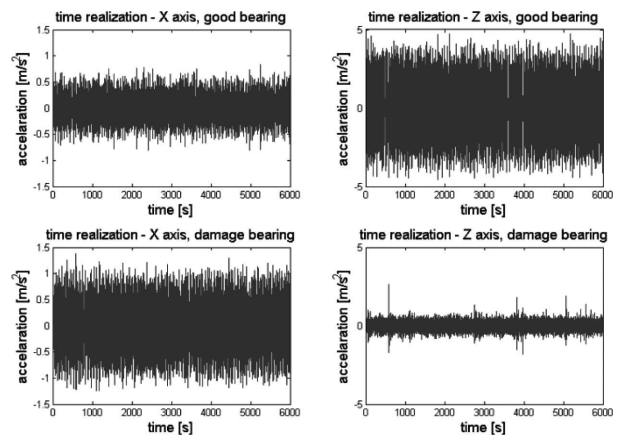 time realization - X axis, good bearing
accelaration [m/s²]
1.5
1
0.5
0
-0.5
-1
-1.5
0 1000 2000 3000 4000 5000 6000
time [s]
time realization - Z axis, good bearing
accelaration [m/s²]
5
0
-5
0 1000 2000 3000 4000 5000 6000
time [s]
time realization - X axis, damage bearing
accelaration [m/s²]
1.5
1
0.5
0
-0.5
-1
-1.5
0 1000 2000 3000 4000 5000 6000
time [s]
time realization - Z axis, damage bearing
accelaration [m/s²]
5
0
-5
0 1000 2000 3000 4000 5000 6000
time [s]